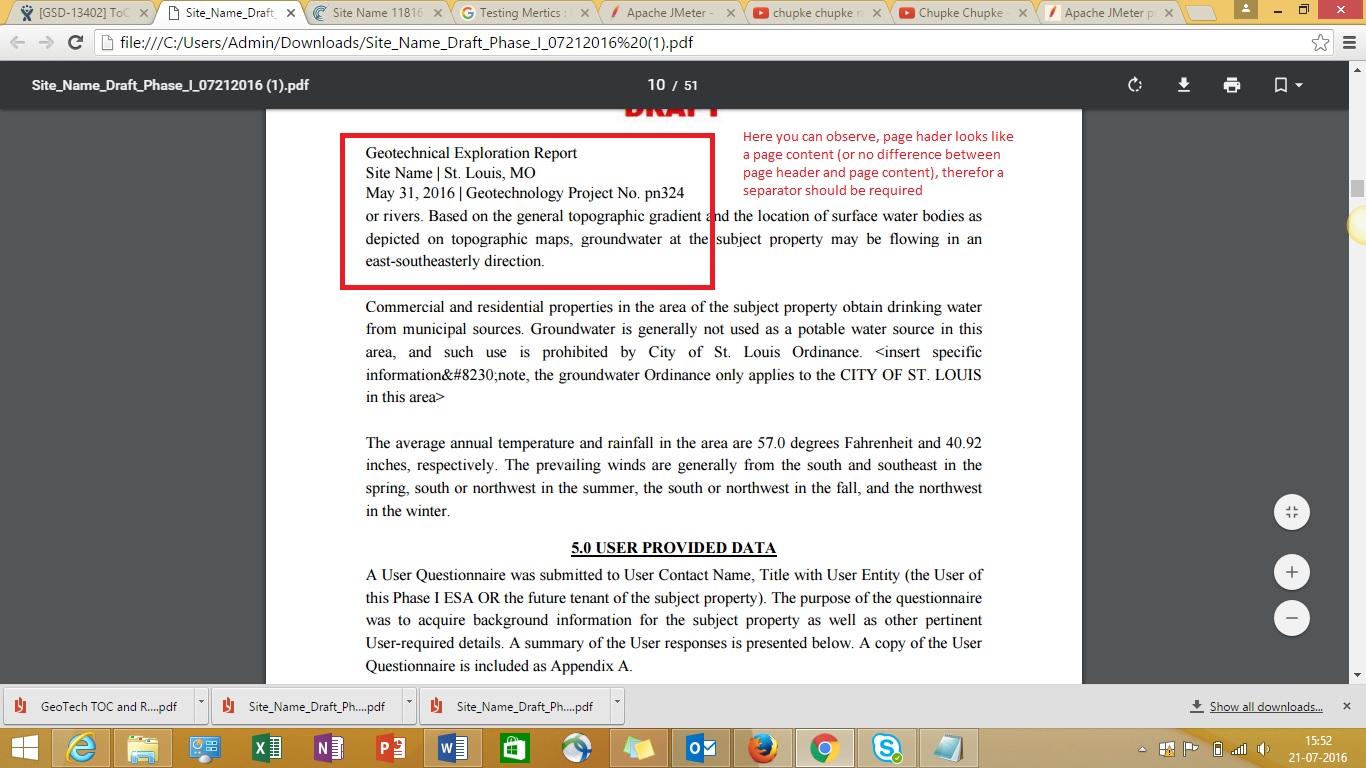 [GSD-13402] ToC
Site_Name_Draft_
Site Name 11816
Testing Mertics :
Apache JMeter -
chupke chupke ra
Chupke Chupke -
Apache JMeter p
file:///C:/Users/Admin/Downloads/Site_Name_Draft_Phase_I_07212016%20(1).pdf
Site_Name_Draft_Phase_I_07212016 (1).pdf
10 / 51
DRAFT
Geotechnical Exploration Report
Site Name | St. Louis, MO
May 31, 2016 | Geotechnology Project No. pn324
or rivers. Based on the general topographic gradient and the location of surface water bodies as
depicted on topographic maps, groundwater at the subject property may be flowing in an
east-southeasterly direction.
Here you can observe, page hader looks like
a page content (or no difference between
page header and page content), therefor a
separator should be required
Commercial and residential properties in the area of the subject property obtain drinking water
from municipal sources. Groundwater is generally not used as a potable water source in this
area, and such use is prohibited by City of St. Louis Ordinance. <insert specific
information&#8230;note, the groundwater Ordinance only applies to the CITY OF ST. LOUIS
in this area>
The average annual temperature and rainfall in the area are 57.0 degrees Fahrenheit and 40.92
inches, respectively. The prevailing winds are generally from the south and southeast in the
spring, south or northwest in the summer, the south or northwest in the fall, and the northwest
in the winter.
5.0 USER PROVIDED DATA
A User Questionnaire was submitted to User Contact Name, Title with User Entity (the User of
this Phase I ESA OR the future tenant of the subject property). The purpose of the questionnaire
was to acquire background information for the subject property as well as other pertinent
User-required details. A summary of the User responses is presented below. A copy of the User
Questionnaire is included as Appendix A.
GeoTech TOC and R....pdf
Site_Name_Draft_Ph....pdf
Site_Name_Draft_Ph....pdf
Show all downloads...
15:52
21-07-2016